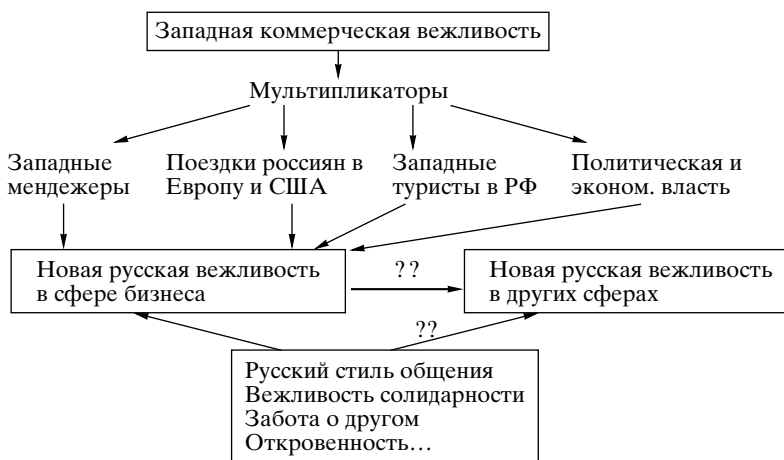 Западная коммерческая вежливость
Мультипликаторы
Западные
мендежеры
Поездки россиян в
Европу и США
Западные
туристы в РФ
Политическая и
эконом. власть
Новая русская вежливость
в сфере бизнеса
??
Новая русская вежливость
в других сферах
??
Русский стиль общения
Вежливость солидарности
Забота о другом
Откровенность…